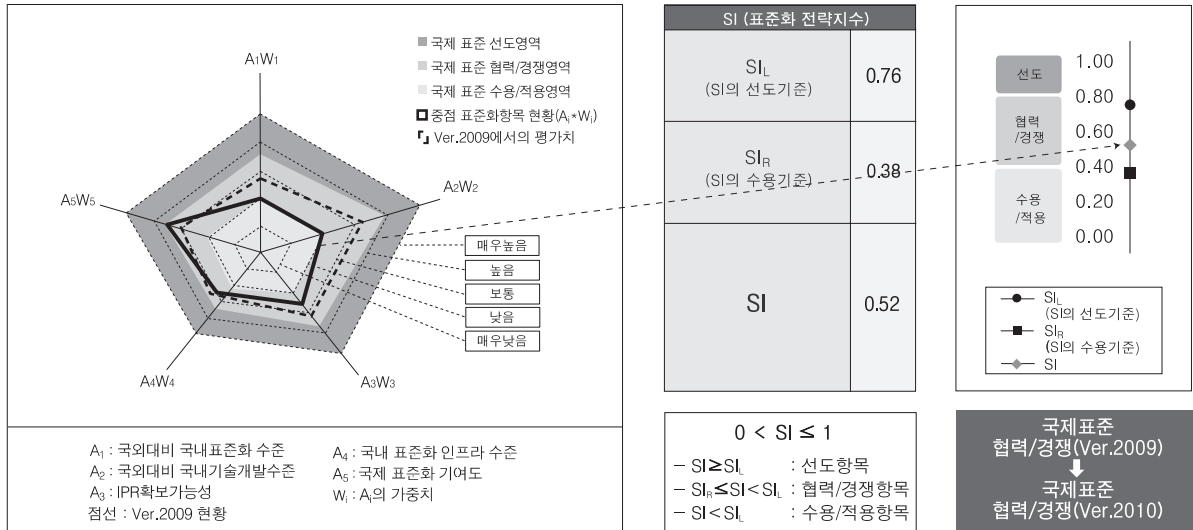 국제 표준 선도영역
국제 표준 협력/경쟁영역
국제 표준 수용/적용영역
중점 표준화항목 현황(Ai*Wi)
Ver.2009에서의 평가치
A1W1
A2W2
A3W3
A4W4
A5W5
매우높음
높음
보통
낮음
매우낮음
A1 : 국외대비 국내표준화 수준
A2 : 국외대비 국내기술개발수준
A3 : IPR확보가능성
점선 : Ver.2009 현황
A4 : 국내 표준화 인프라 수준
A5 : 국제 표준화 기여도
Wi : Ai의 가중치
SI (표준화 전략지수)
SIL
(SI의 선도기준)
0.76
SIR
(SI의 수용기준)
0.38
SI
0.52
0 < SI ≤ 1
– SI≥SIL : 선도항목
– SIR≤SI<SIL : 협력/경쟁항목
– SI<SIL : 수용/적용항목
선도
협력
/경쟁
수용
/적용
1.00
0.80
0.60
0.40
0.20
0.00
SIL
(SI의 선도기준)
SIR
(SI의 수용기준)
SI
국제표준
협력/경쟁(Ver.2009)
국제표준
협력/경쟁(Ver.2010)